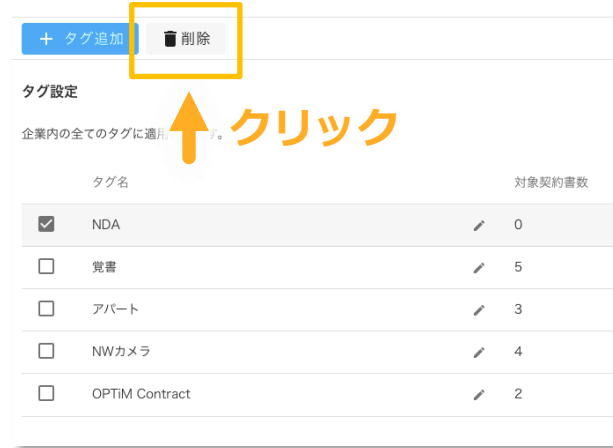 + タグ追加
削除
タグ設定
クリック
企業内の全てのタグに適用 す。
タグ名 対象契約書数
NDA 0
覚書 5
アパート 3
NWカメラ 4
OPTiM Contract 2